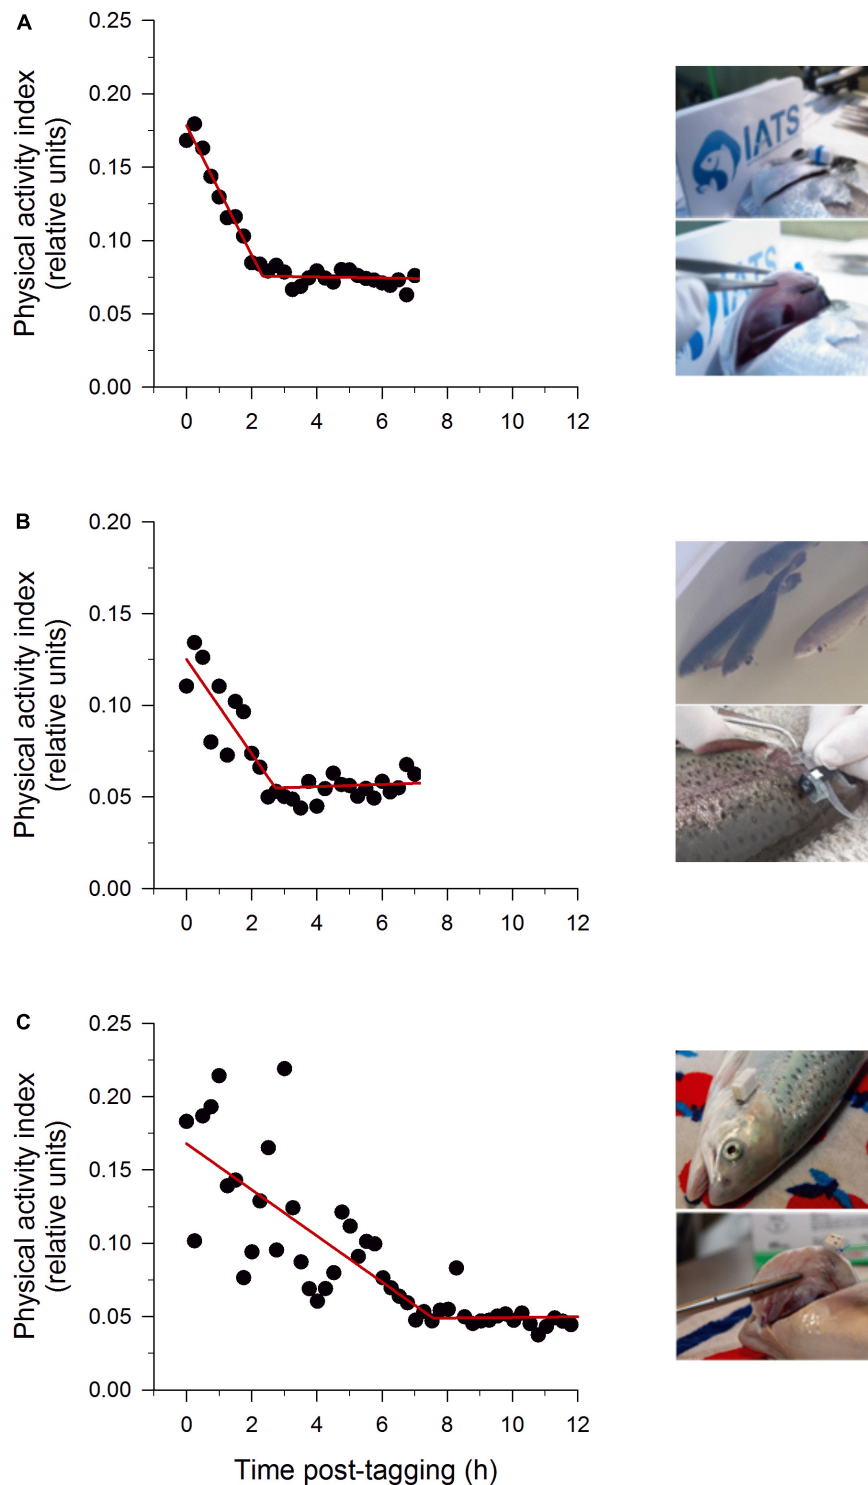 A
Physical activity index
(relative units)
0.25
0.20
0.15
0.10
0.05
0.00
0 2 4 6 8 10 12
IATS
IATS
B
Physical activity index
(relative units)
0.20
0.15
0.10
0.05
0.00
0 2 4 6 8 10 12
C
Physical activity index
(relative units)
0.25
0.20
0.15
0.10
0.05
0.00
0 2 4 6 8 10 12
Time post-tagging (h)